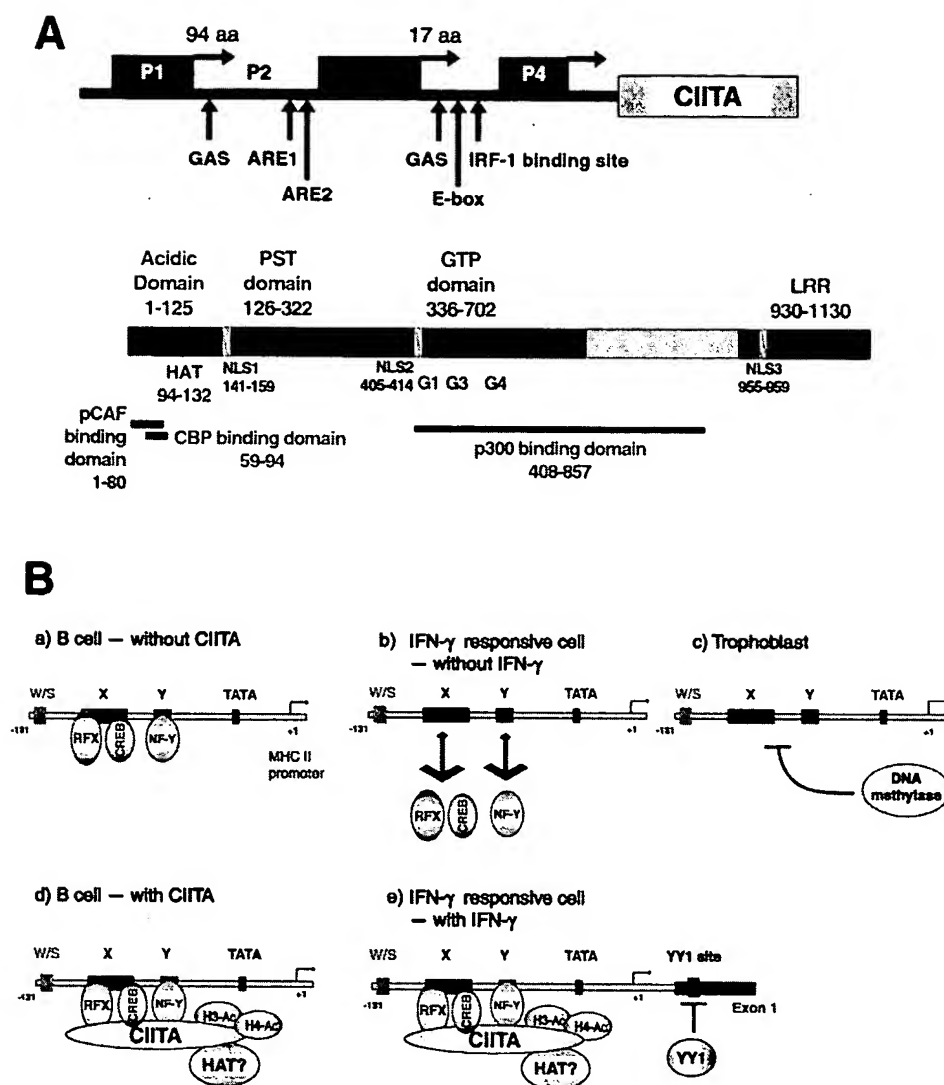 A
94 aa
17 aa
P1
P2
P4
CIITA
GAS
ARE1
ARE2
GAS
E-box
IRF-1 binding site
Acidic
Domain
1-125
PST
domain
126-322
GTP
domain
336-702
LRR
930-1130
HAT
94-132
NLS1
141-159
NLS2
405-414
G1 G3 G4
NLS3
955-959
pCAF
binding
domain
1-80
CBP binding domain
59-94
p300 binding domain
408-857
B
a) B cell — without CIITA
W/S X Y TATA
-131
RFX
CREB
NF-Y
+1
MHC II
promoter
b) IFN-γ responsive cell
— without IFN-γ
W/S X Y TATA
-131
+1
RFX
CREB
NF-Y
c) Trophoblast
W/S X Y TATA
-131
+1
DNA
methylase
d) B cell — with CIITA
W/S X Y TATA
-131
+1
RFX
CREB
NF-Y
H3-Ac
H4-Ac
CIITA
HAT?
e) IFN-γ responsive cell
— with IFN-γ
W/S X Y TATA YY1 site
-131
+1
Exon 1
RFX
CREB
NF-Y
H3-Ac
H4-Ac
CIITA
HAT?
YY1